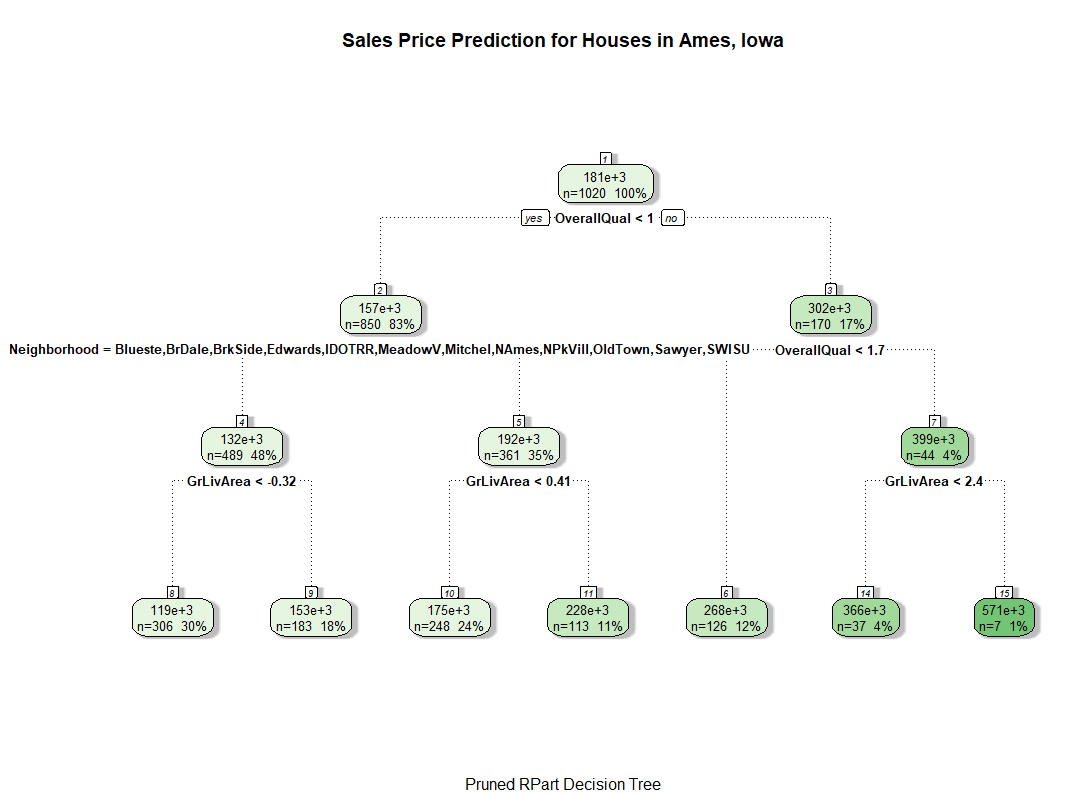 Sales Price Prediction for Houses in Ames, Iowa
1
181e+3
n=1020 100%
yes OverallQual < 1 no
2
157e+3
n=850 83%
3
302e+3
n=170 17%
Neighborhood = Blueste,BrDale,BrkSide,Edwards,IDOTRR,MeadowV,Mitchel,NAmes,NPkVill,OldTown,Sawyer,SWISU
OverallQual < 1.7
4
132e+3
n=489 48%
5
192e+3
n=361 35%
7
399e+3
n=44 4%
GrLivArea < -0.32
GrLivArea < 0.41
GrLivArea < 2.4
8
119e+3
n=306 30%
9
153e+3
n=183 18%
10
175e+3
n=248 24%
11
228e+3
n=113 11%
6
268e+3
n=126 12%
14
366e+3
n=37 4%
15
571e+3
n=7 1%
Pruned RPart Decision Tree